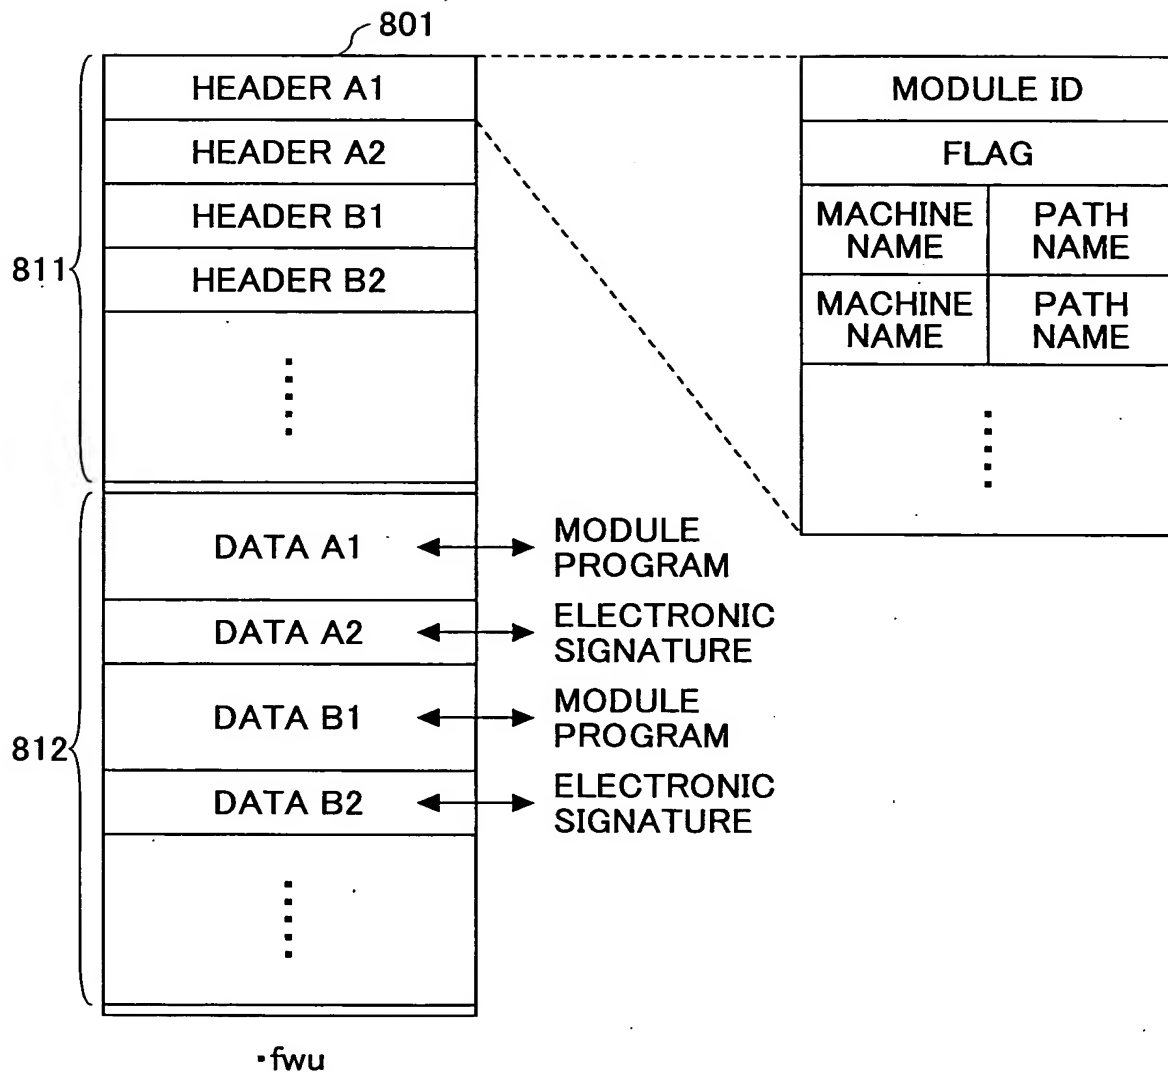 801
HEADER A1
HEADER A2
HEADER B1
HEADER B2
811
MODULE ID
FLAG
MACHINE NAME
PATH NAME
MACHINE NAME
PATH NAME
DATA A1
MODULE
PROGRAM
DATA A2
ELECTRONIC
SIGNATURE
DATA B1
MODULE
PROGRAM
812
DATA B2
ELECTRONIC
SIGNATURE
·fwu